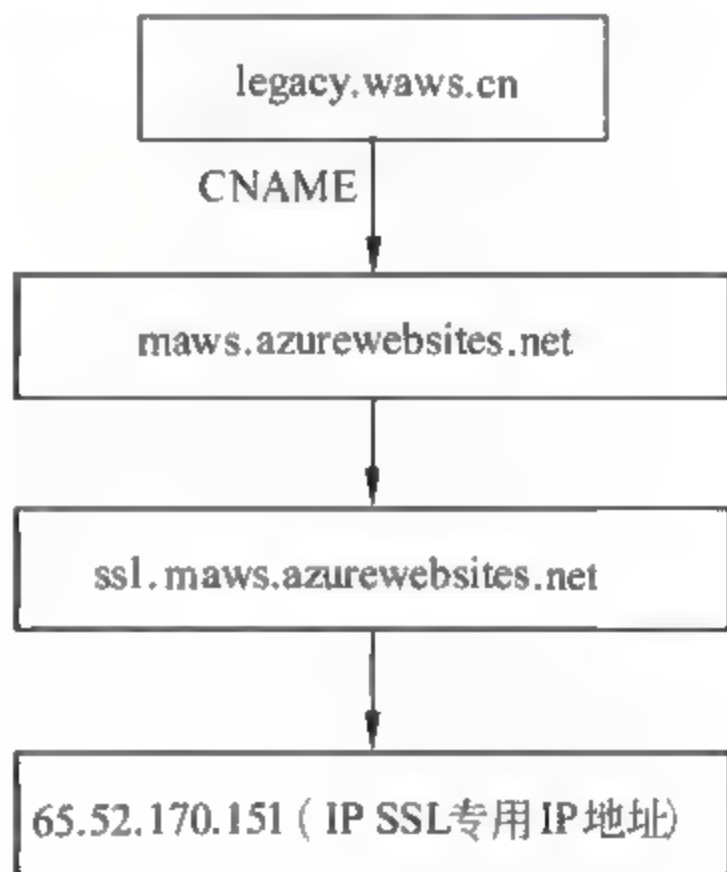 legacy.waws.cn
CNAME
maws.azurewebsites.net
ssl.maws.azurewebsites.net
65.52.170.151 ( IP SSL专用IP地址)